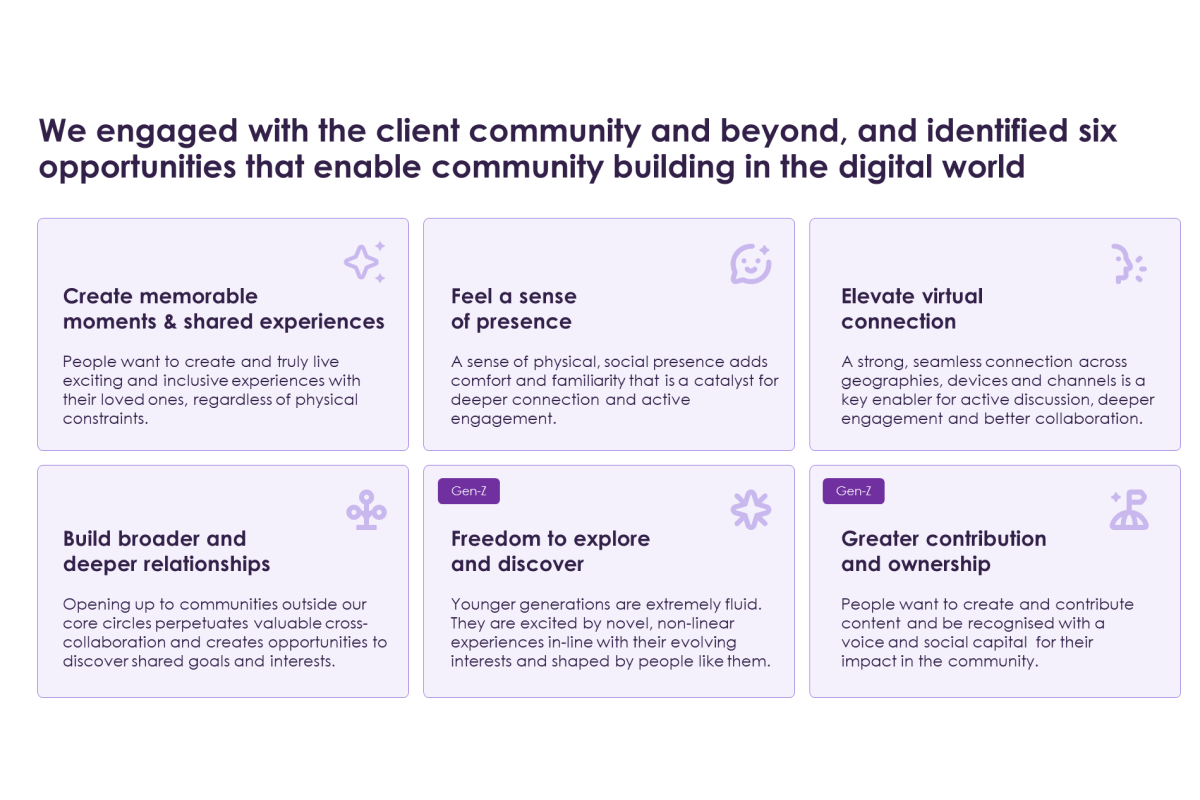 We engaged with the client community and beyond, and identified six
opportunities that enable community building in the digital world
Create memorable
moments & shared experiences
People want to create and truly live
exciting and inclusive experiences with
their loved ones, regardless of physical
constraints.
Feel a sense
of presence
A sense of physical, social presence adds
comfort and familiarity that is a catalyst for
deeper connection and active
engagement.
Elevate virtual
connection
A strong, seamless connection across
geographies, devices and channels is a
key enabler for active discussion, deeper
engagement and better collaboration.
Build broader and
deeper relationships
Opening up to communities outside our
core circles perpetuates valuable cross-
collaboration and creates opportunities to
discover shared goals and interests.
Gen-Z
Freedom to explore
and discover
Younger generations are extremely fluid.
They are excited by novel, non-linear
experiences in-line with their evolving
interests and shaped by people like them.
Gen-Z
Greater contribution
and ownership
People want to create and contribute
content and be recognised with a
voice and social capital for their
impact in the community.